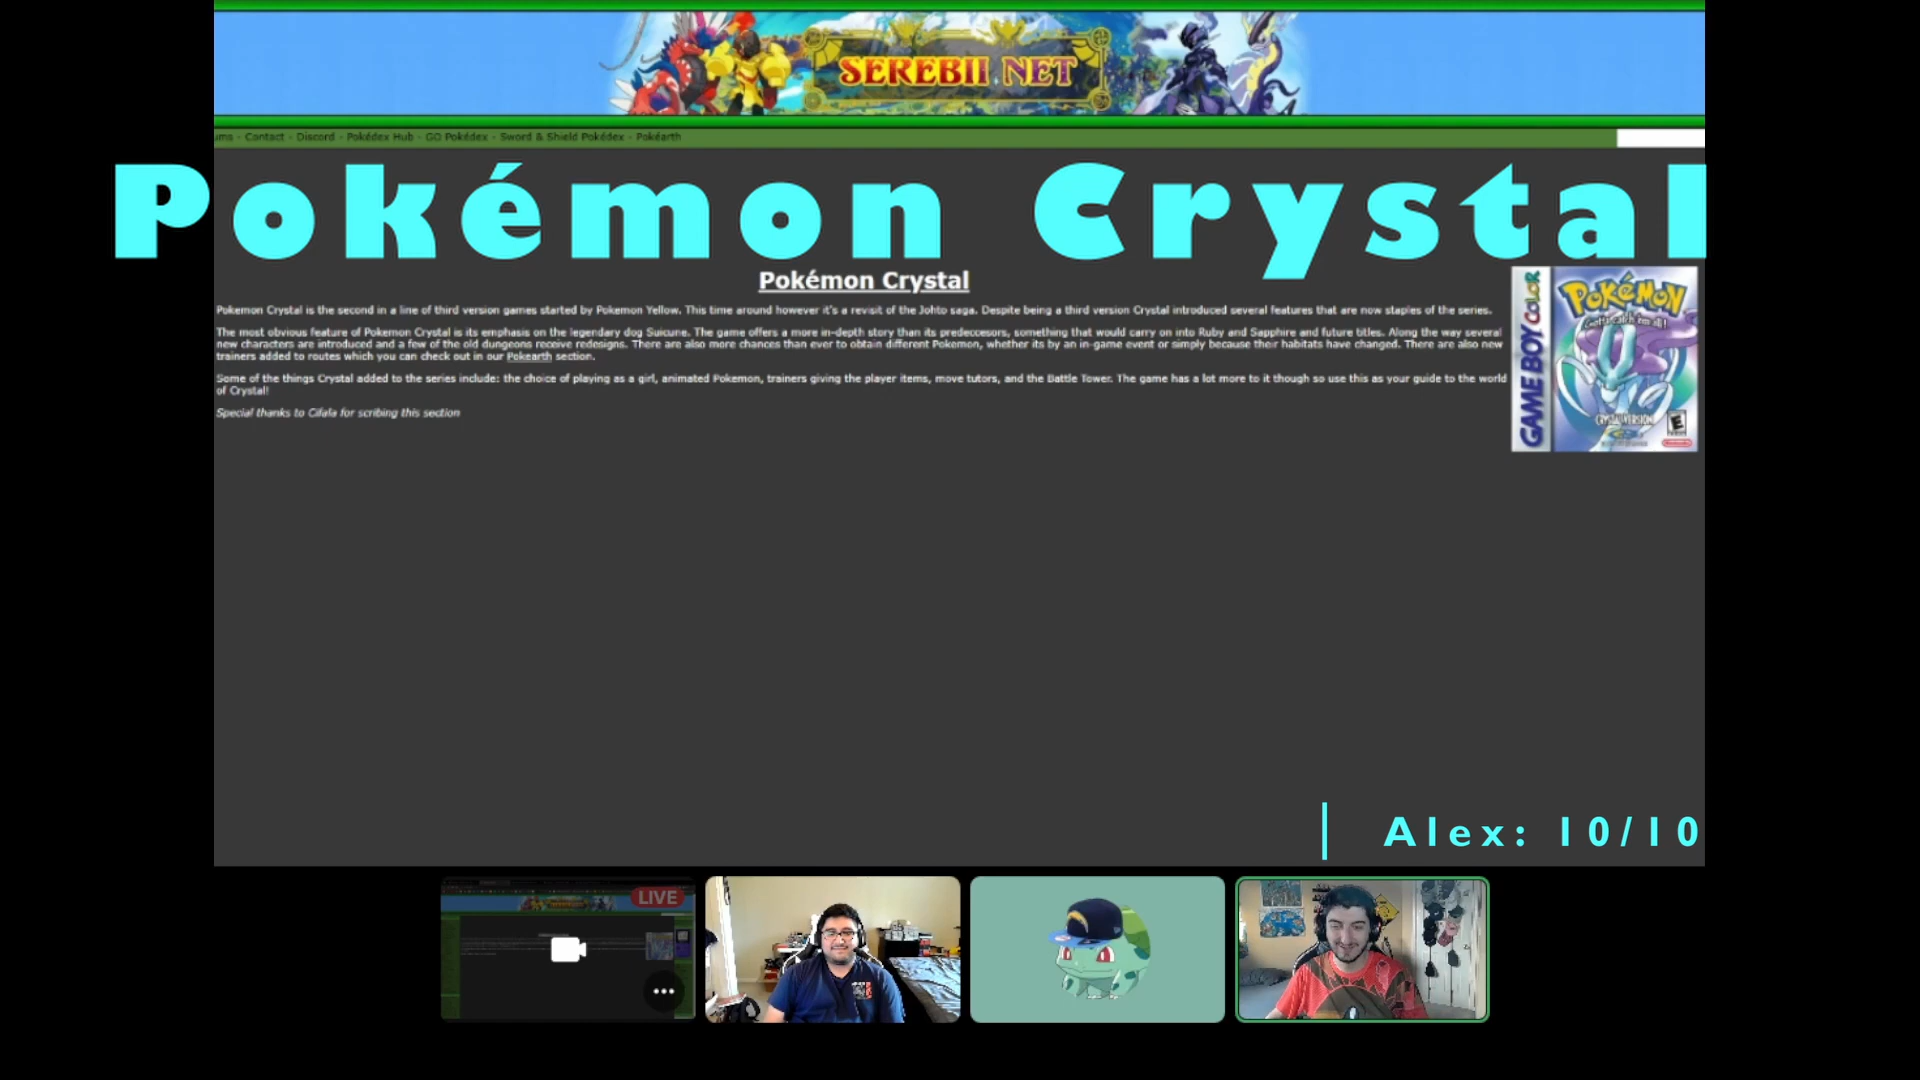 SEREBII.NET
ums - Contact - Discord - Pokédex Hub - GO Pokédex - Sword & Shield Pokédex - Pokéarth
Pokémon Crystal
Pokémon Crystal
Pokemon Crystal is the second in a line of third version games started by Pokemon Yellow. This time around however it's a revisit of the Johto saga. Despite being a third version Crystal introduced several features that are now staples of the series.
The most obvious feature of Pokemon Crystal is its emphasis on the legendary dog Suicune. The game offers a more in-depth story than its predeccesors, something that would carry on into Ruby and Sapphire and future titles. Along the way several
new characters are introduced and a few of the old dungeons receive redesigns. There are also more chances than ever to obtain different Pokemon, whether its by an in-game event or simply because their habitats have changed. There are also new
trainers added to routes which you can check out in our Pokearth section.
Some of the things Crystal added to the series include: the choice of playing as a girl, animated Pokemon, trainers giving the player items, move tutors, and the Battle Tower. The game has a lot more to it though so use this as your guide to the world
of Crystal!
Special thanks to Cifala for scribing this section
GAME BOY COLOR
POKéMON
Gotta catch 'em all!
CRYSTAL VERSION
E
| Alex: 10/10
LIVE